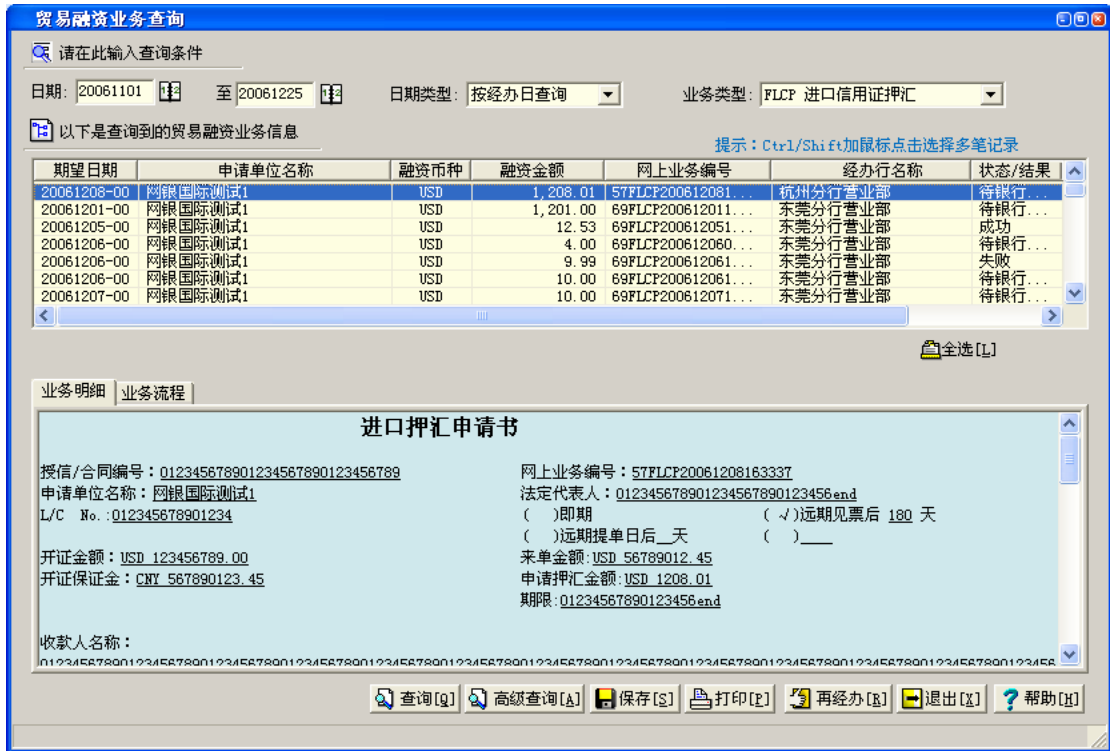 贸易融资业务查询
请在此输入查询条件
日期: 20061101 至 20061225 日期类型: 按经办日查询 业务类型: FLCP 进口信用证押汇
以下是查询到的贸易融资业务信息
提示：Ctrl/Shift加鼠标点击选择多笔记录
期望日期 申请单位名称 融资币种 融资金额 网上业务编号 经办行名称 状态/结果
20061208-00 网银国际测试1 USD 1,208.01 57FLCP200612081... 杭州分行营业部 待银行...
20061201-00 网银国际测试1 USD 1,201.00 69FLCP200612011... 东莞分行营业部 待银行...
20061205-00 网银国际测试1 USD 12.53 69FLCP200612051... 东莞分行营业部 成功
20061206-00 网银国际测试1 USD 4.00 69FLCP200612060... 东莞分行营业部 待银行...
20061206-00 网银国际测试1 USD 9.99 69FLCP200612061... 东莞分行营业部 失败
20061206-00 网银国际测试1 USD 10.00 69FLCP200612061... 东莞分行营业部 待银行...
20061207-00 网银国际测试1 USD 10.00 69FLCP200612071... 东莞分行营业部 待银行...
全选[L]
业务明细 业务流程
进口押汇申请书
授信/合同编号：012345678901234567890123456789 网上业务编号：57FLCP20061208163337
申请单位名称：网银国际测试1 法定代表人：012345678901234567890123456end
L/C No.:012345678901234 ( )即期 (√)远期见票后 180 天
( )远期提单日后__天 ( )____
开证金额：USD 123456789.00 来单金额:USD 56789012.45
开证保证金：CNY 567890123.45 申请押汇金额:USD 1208.01
期限:01234567890123456end
收款人名称：
0123456789012345678901234567890123456789012345678901234567890123456789012345678901234567890123456
查询[Q] 高级查询[A] 保存[S] 打印[P] 再经办[R] 退出[X] 帮助[H]